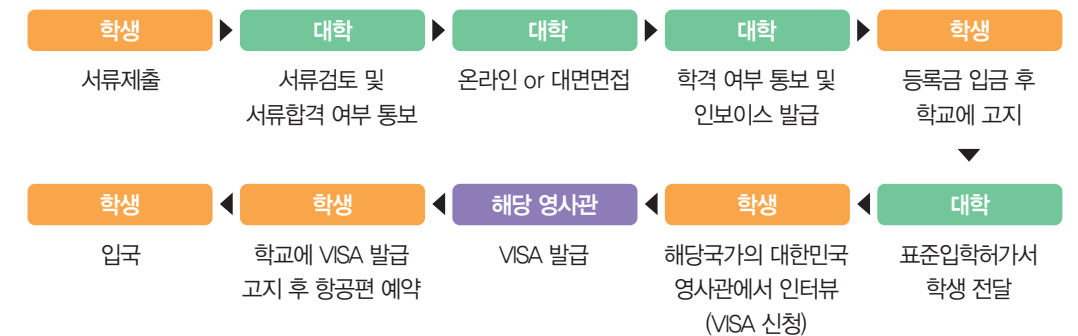 학생
대학
대학
대학
학생
서류제출
서류검토 및
서류합격 여부 통보
온라인 or 대면면접
학격 여부 통보 및
인보이스 발급
등록금 입금 후
학교에 고지
학생
학생
해당 영사관
학생
대학
입국
학교에 VISA 발급
고지 후 항공편 예약
VISA 발급
해당국가의 대한민국
영사관에서 인터뷰
(VISA 신청)
표준입학허가서
학생 전달